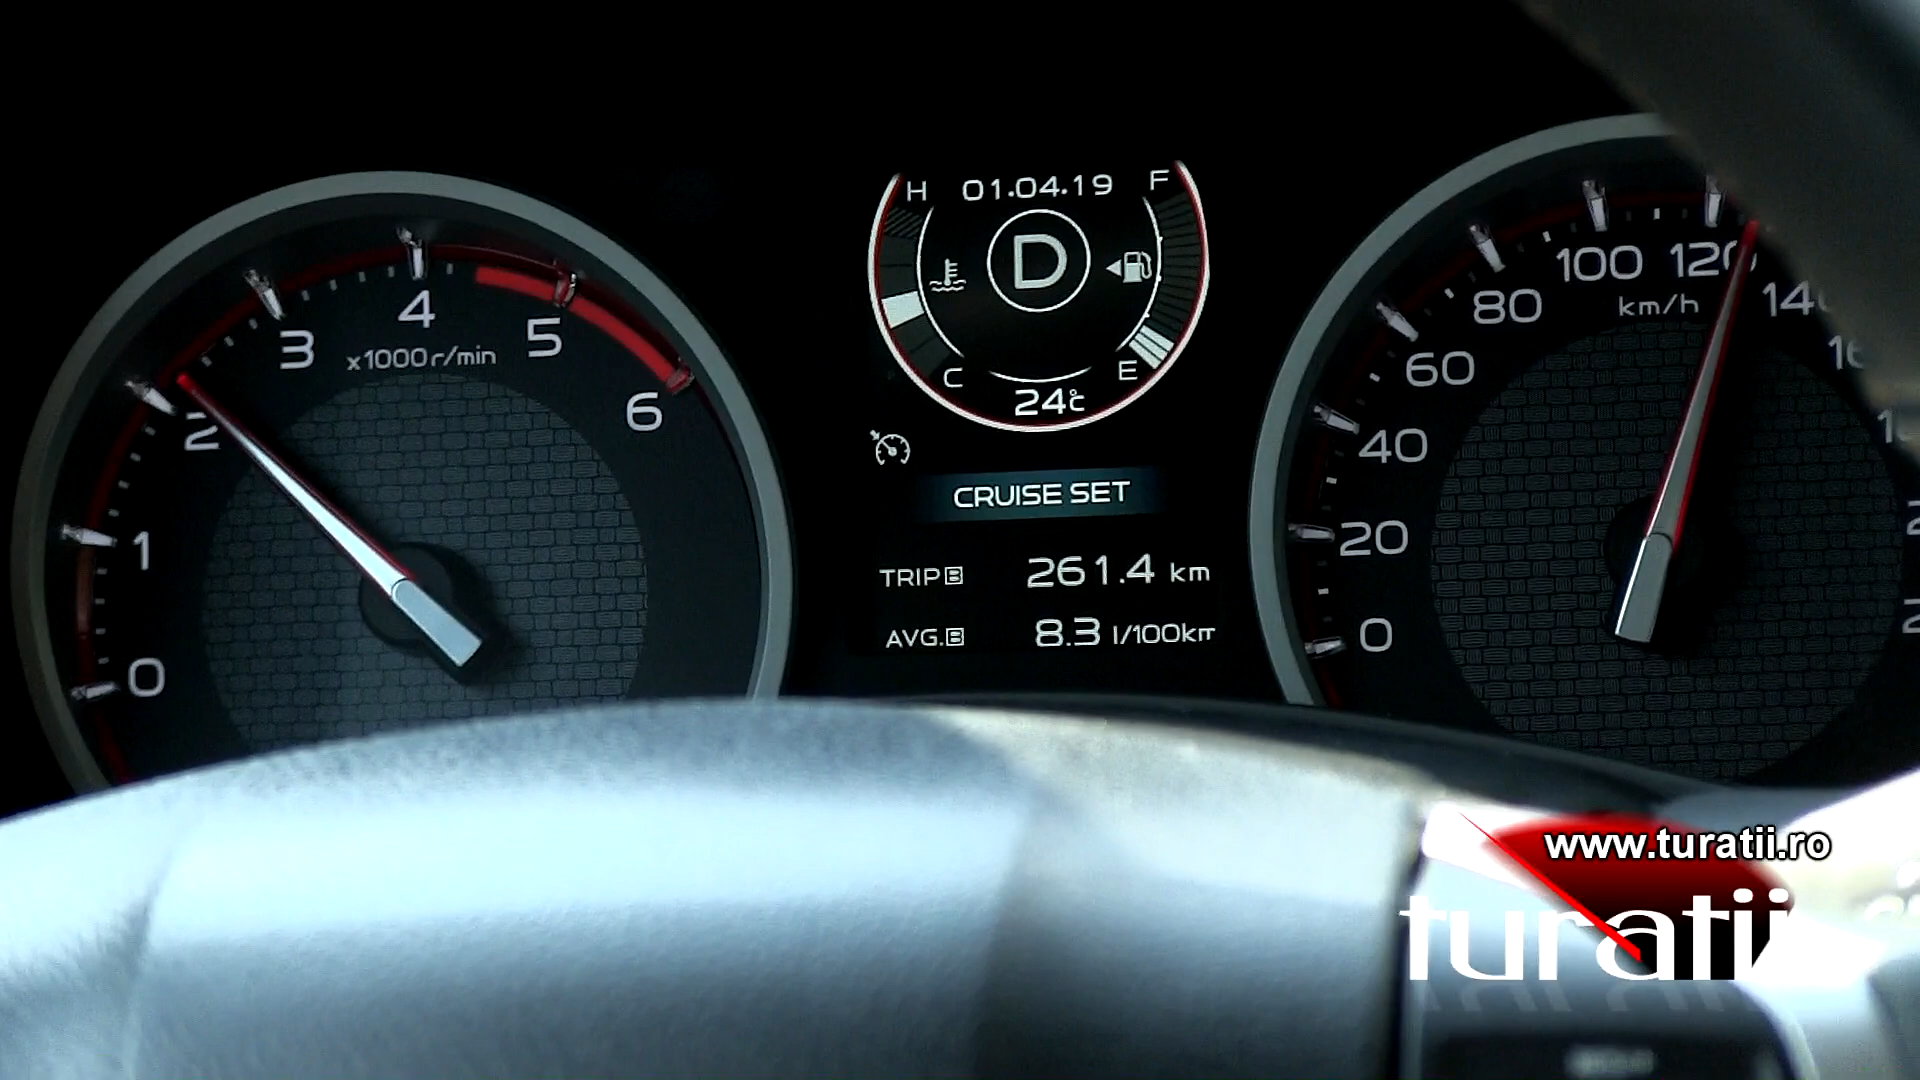 H 01.04.19 F
D
C E
24°C
CRUISE SET
TRIP B 261.4 km
AVG. B 8.3 l/100km
0 1 2 3 4 5 6
x1000r/min
0 20 40 60 80 100 120
km/h
www.turatii.ro
turatii